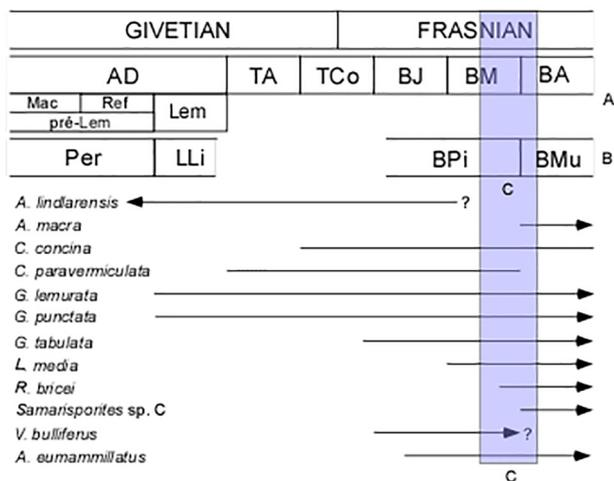 GIVETIAN FRASNIAN
AD TA TCo BJ BM BA
Mac Ref Lem
pré-Lem
A
Per LLi BPi BMu B
C
A. lindlarensis ?
A. macra
C. concina
C. paravermiculata
G. lemurata
G. punctata
G. tabulata
L. media
R. bricei
Samarisporites sp. C
V. bulliferus ?
A. eumammillatus
C